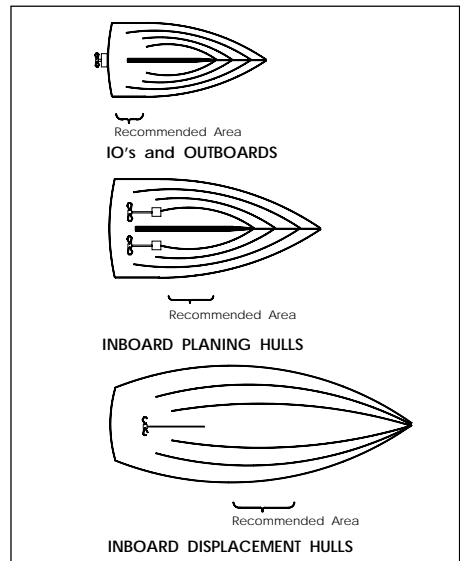 Recommended Area
IO's and OUTBOARDS
Recommended Area
INBOARD PLANING HULLS
Recommended Area
INBOARD DISPLACEMENT HULLS